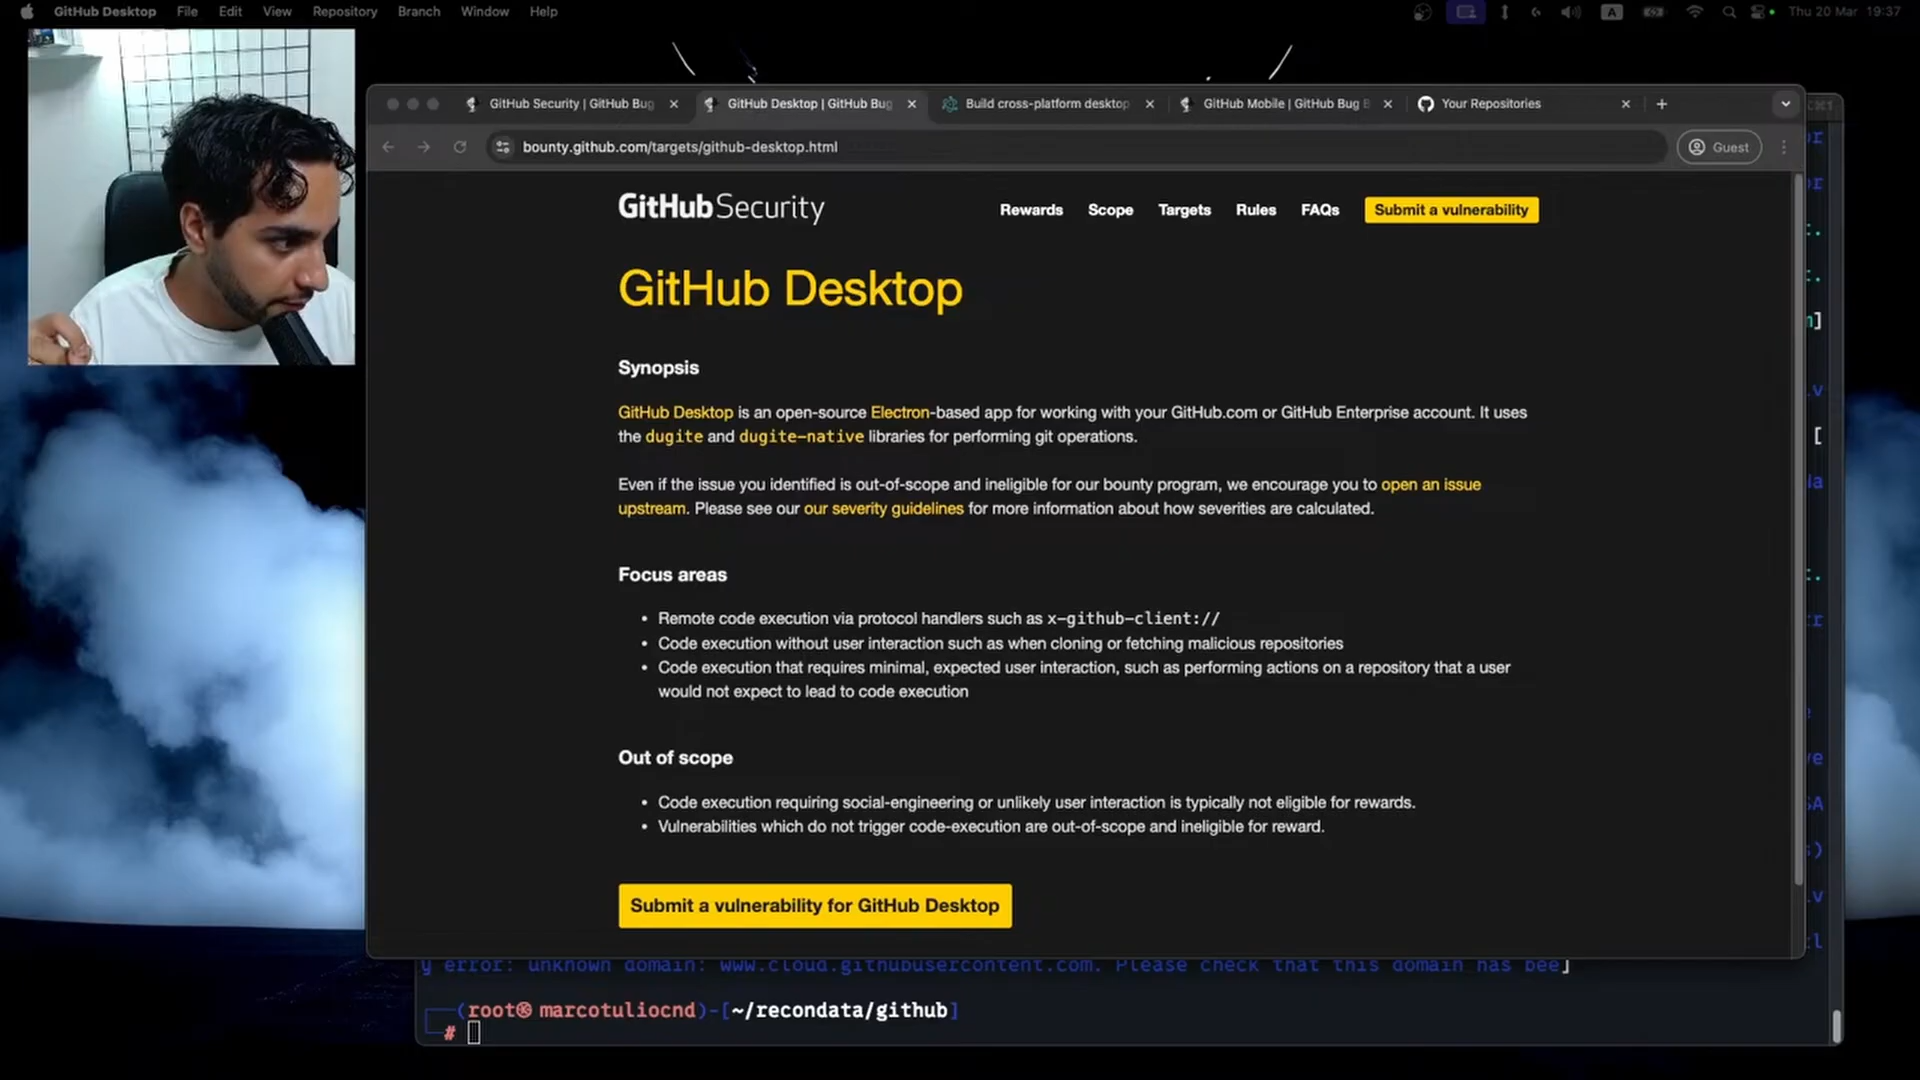 GitHub Desktop File Edit View Repository Branch Window Help
A
Thu 20 Mar 19:37
GitHub Security | GitHub Bug
GitHub Desktop | GitHub Bug
Build cross-platform desktop
GitHub Mobile | GitHub Bug B
Your Repositories
bounty.github.com/targets/github-desktop.html
Guest
GitHubSecurity
Rewards Scope Targets Rules FAQs Submit a vulnerability
GitHub Desktop
Synopsis
GitHub Desktop is an open-source Electron-based app for working with your GitHub.com or GitHub Enterprise account. It uses
the dugite and dugite-native libraries for performing git operations.
Even if the issue you identified is out-of-scope and ineligible for our bounty program, we encourage you to open an issue
upstream. Please see our our severity guidelines for more information about how severities are calculated.
Focus areas
• Remote code execution via protocol handlers such as x-github-client://
• Code execution without user interaction such as when cloning or fetching malicious repositories
• Code execution that requires minimal, expected user interaction, such as performing actions on a repository that a user
would not expect to lead to code execution
Out of scope
• Code execution requiring social-engineering or unlikely user interaction is typically not eligible for rewards.
• Vulnerabilities which do not trigger code-execution are out-of-scope and ineligible for reward.
Submit a vulnerability for GitHub Desktop
y error: unknown domain: www.cloud.githubusercontent.com. Please check that this domain has bee]
(root㉿marcotuliocnd)-[~/recondata/github]
#